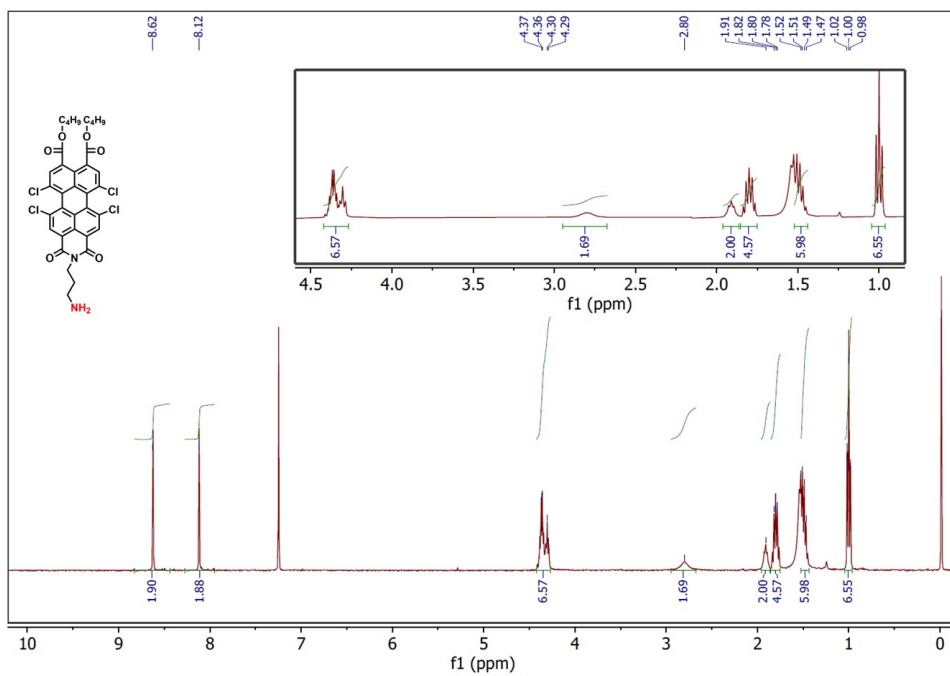 8.62
8.12
4.37
4.36
4.30
4.29
2.80
1.91
1.82
1.80
1.78
1.52
1.51
1.49
1.47
1.02
1.00
0.98
6.57
1.69
2.00
4.57
5.98
6.55
4.5 4.0 3.5 3.0 2.5 2.0 1.5 1.0
f1 (ppm)
C4H9 C4H9
O O
O O
Cl Cl
Cl Cl
O N O
NH2
1.90
1.88
6.57
1.69
2.00
4.57
5.98
6.55
10 9 8 7 6 5 4 3 2 1 0
f1 (ppm)